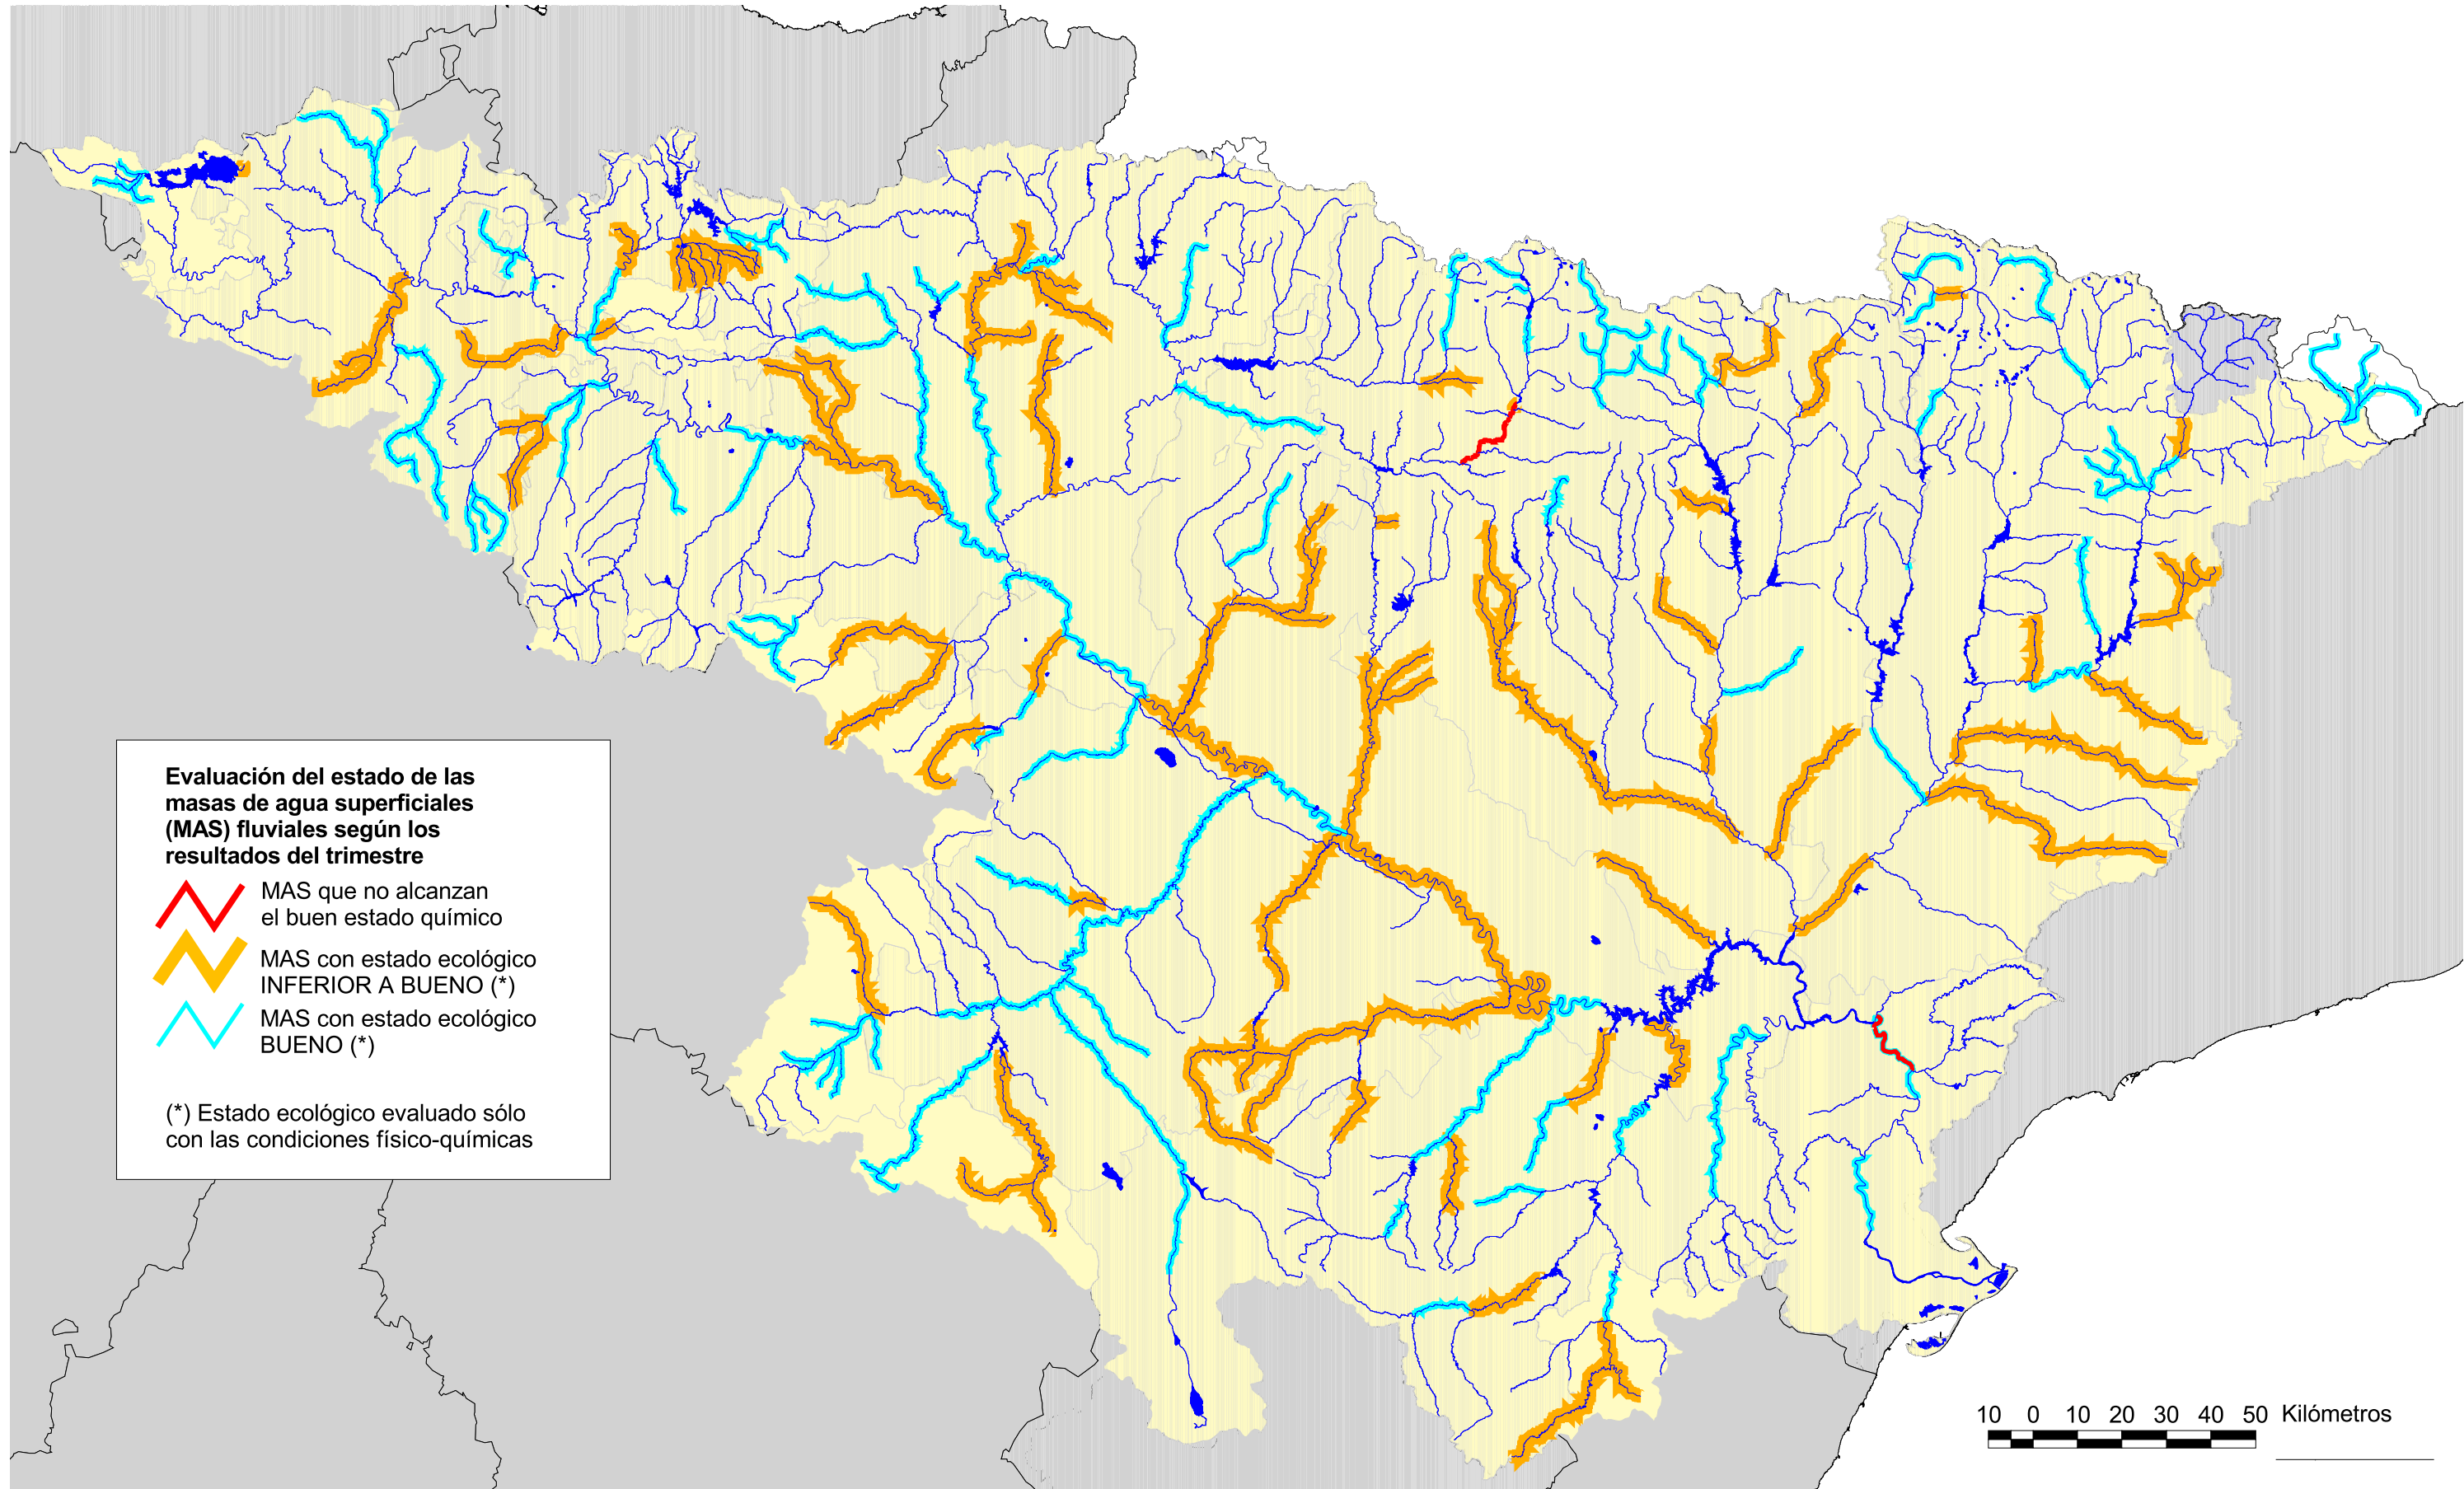 Evaluación del estado de las
masas de agua superficiales
(MAS) fluviales según los
resultados del trimestre
MAS que no alcanzan
el buen estado químico
MAS con estado ecológico
INFERIOR A BUENO (*)
MAS con estado ecológico
BUENO (*)
(*) Estado ecológico evaluado sólo
con las condiciones físico-químicas
10 0 10 20 30 40 50 Kilómetros